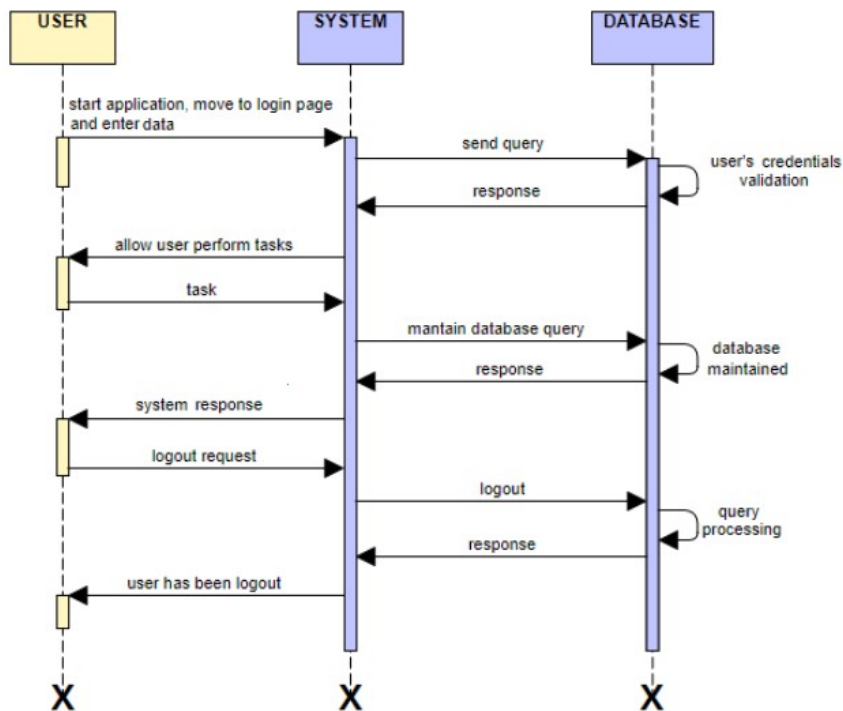 USER
SYSTEM
DATABASE
start application, move to login page
and enter data
send query
user's credentials
validation
response
allow user perform tasks
task
mantain database query
database
maintained
response
system response
logout request
logout
query
processing
response
user has been logout
X
X
X